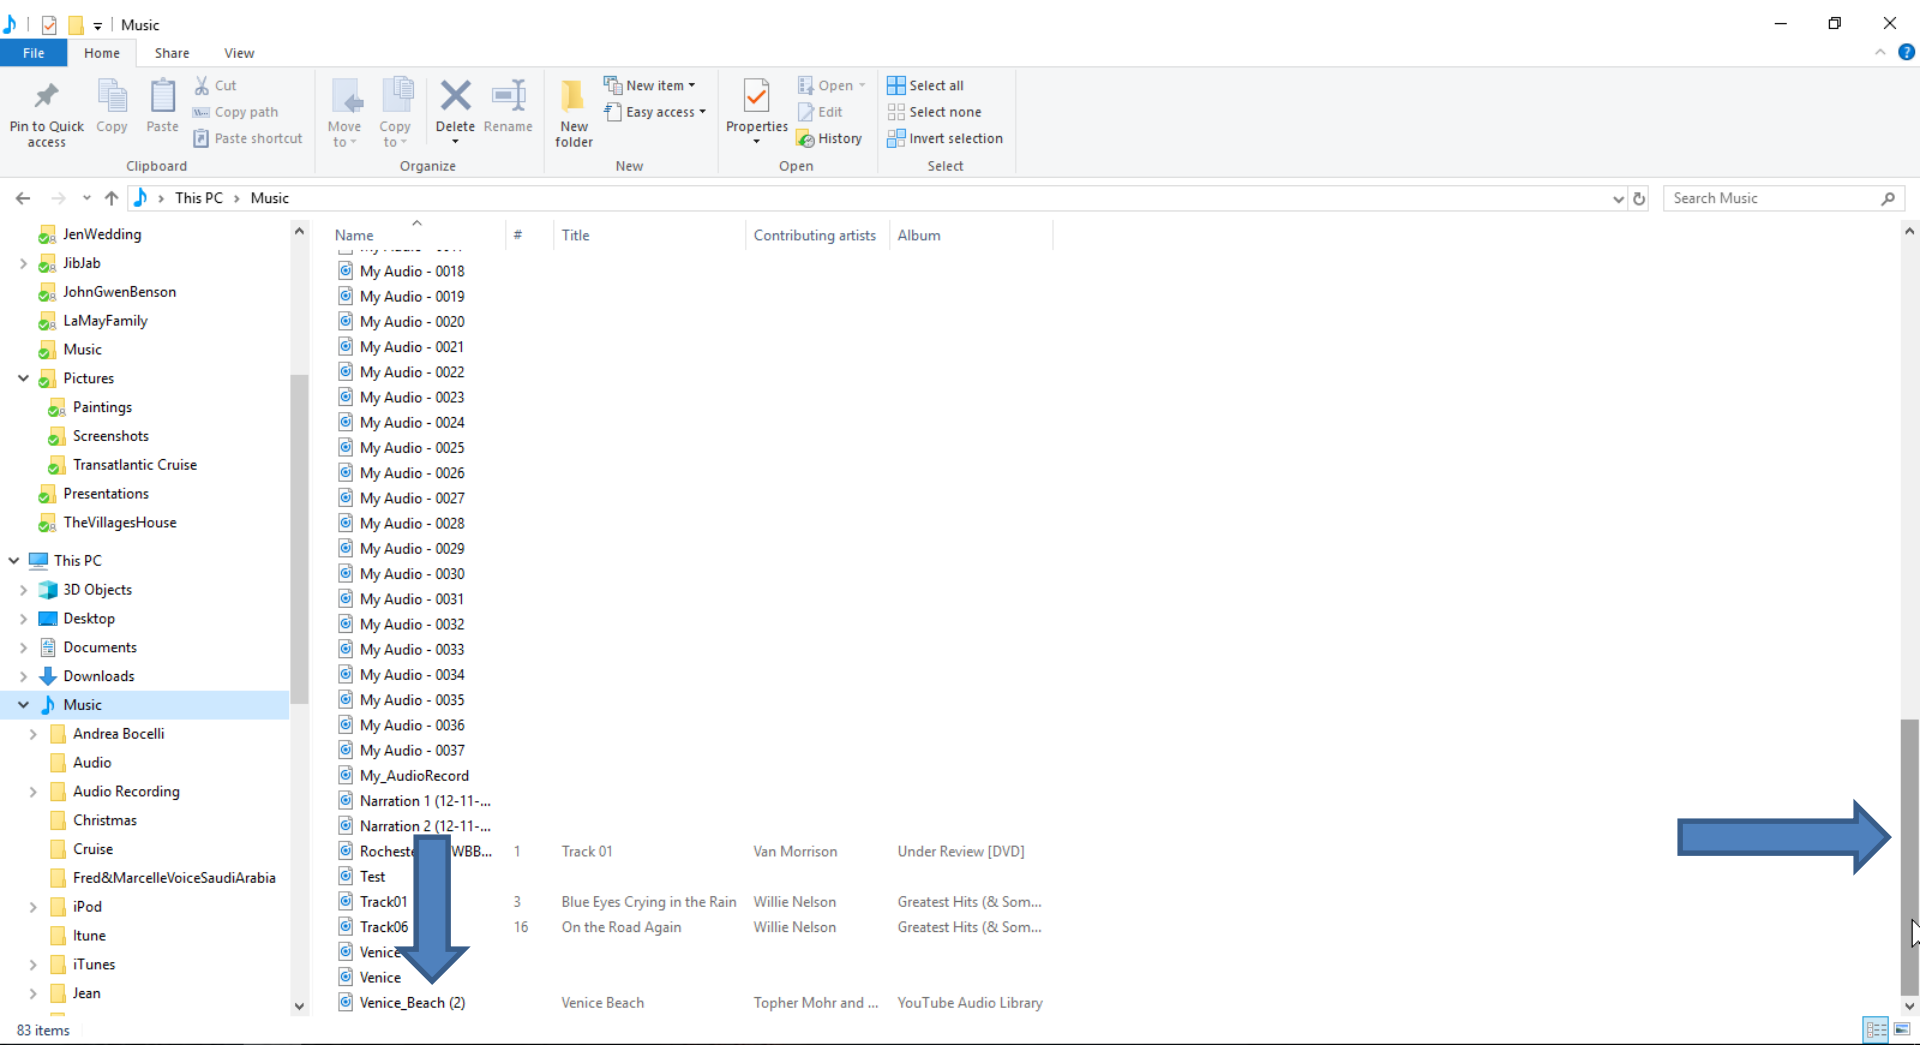 Music
File Home Share View
Pin to Quick access
Copy
Paste
Cut
Copy path
Paste shortcut
Clipboard
Move to
Copy to
Delete
Rename
Organize
New folder
New item
Easy access
New
Properties
Open
Edit
History
Open
Select all
Select none
Invert selection
Select
This PC > Music
Search Music
JenWedding
JibJab
JohnGwenBenson
LaMayFamily
Music
Pictures
Paintings
Screenshots
Transatlantic Cruise
Presentations
TheVillagesHouse
This PC
3D Objects
Desktop
Documents
Downloads
Music
Andrea Bocelli
Audio
Audio Recording
Christmas
Cruise
Fred&MarcelleVoiceSaudiArabia
iPod
Itune
iTunes
Jean
Name # Title Contributing artists Album
My Audio - 0018
My Audio - 0019
My Audio - 0020
My Audio - 0021
My Audio - 0022
My Audio - 0023
My Audio - 0024
My Audio - 0025
My Audio - 0026
My Audio - 0027
My Audio - 0028
My Audio - 0029
My Audio - 0030
My Audio - 0031
My Audio - 0032
My Audio - 0033
My Audio - 0034
My Audio - 0035
My Audio - 0036
My Audio - 0037
My_AudioRecord
Narration 1 (12-11-...
Narration 2 (12-11-...
WBB... 1 Track 01 Van Morrison Under Review [DVD]
Test
Track01 3 Blue Eyes Crying in the Rain Willie Nelson Greatest Hits (& Som...
Track06 16 On the Road Again Willie Nelson Greatest Hits (& Som...
Venice
Venice
Venice_Beach (2) Venice Beach Topher Mohr and ... YouTube Audio Library
83 items